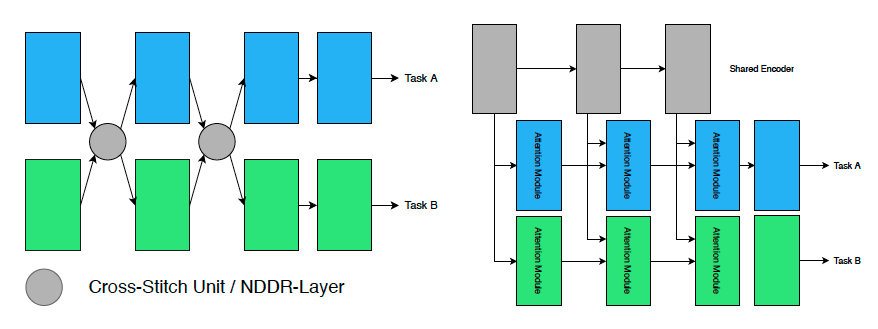 Task A
Task B
Cross-Stitch Unit / NDDR-Layer
Shared Encoder
Attention Module
Attention Module
Attention Module
Task A
Attention Module
Attention Module
Attention Module
Task B